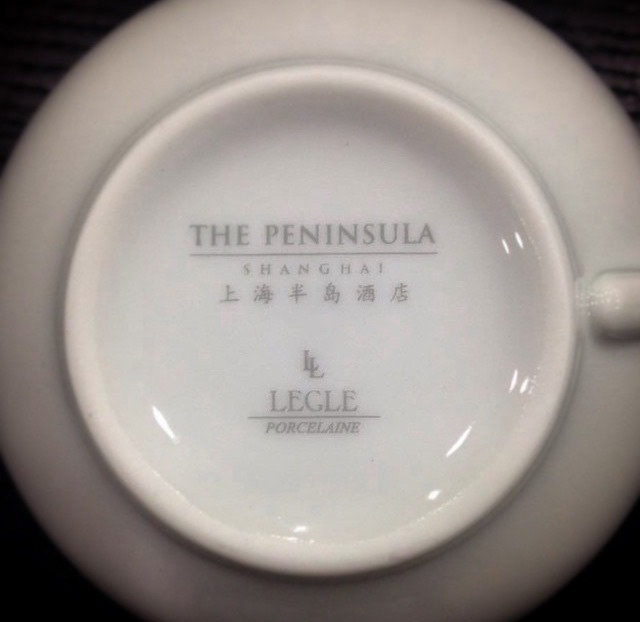 THE PENINSULA
SHANGHAI
上海半岛酒店
LL
LEGLE
PORCELAINE